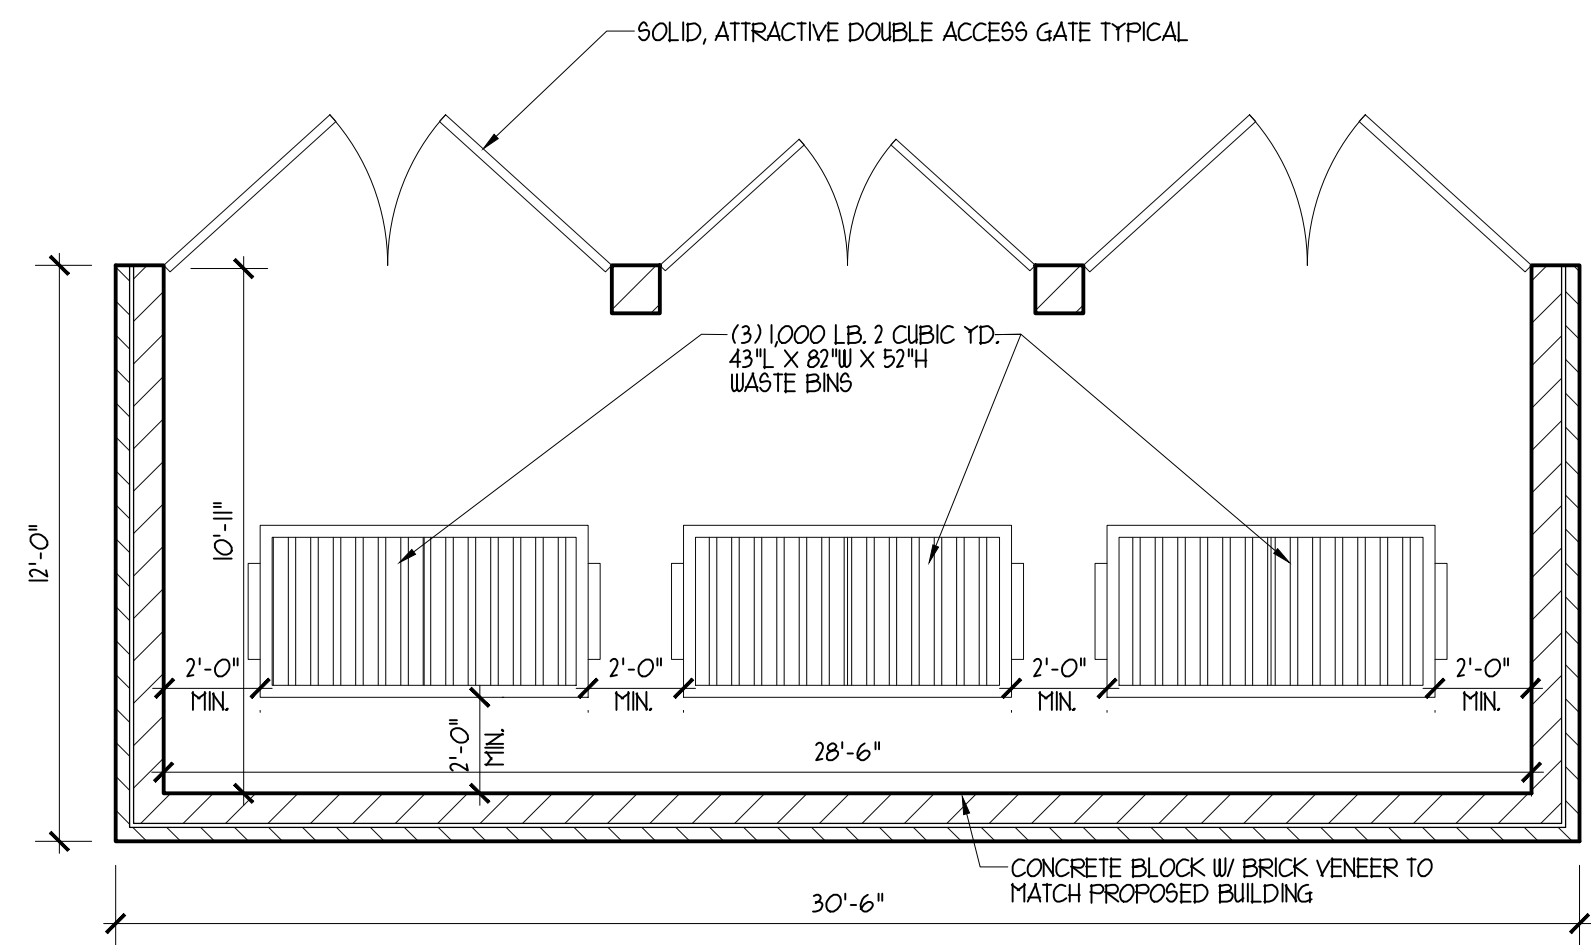 SOLID, ATTRACTIVE DOUBLE ACCESS GATE TYPICAL
(3) 1,000 LB. 2 CUBIC YD.
43"L X 82"W X 52"H
WASTE BINS
12'-0"
10'-11"
2'-0"
MIN.
2'-0"
MIN.
2'-0"
MIN.
2'-0"
MIN.
2'-0"
MIN.
28'-6"
CONCRETE BLOCK W/ BRICK VENEER TO
MATCH PROPOSED BUILDING
30'-6"